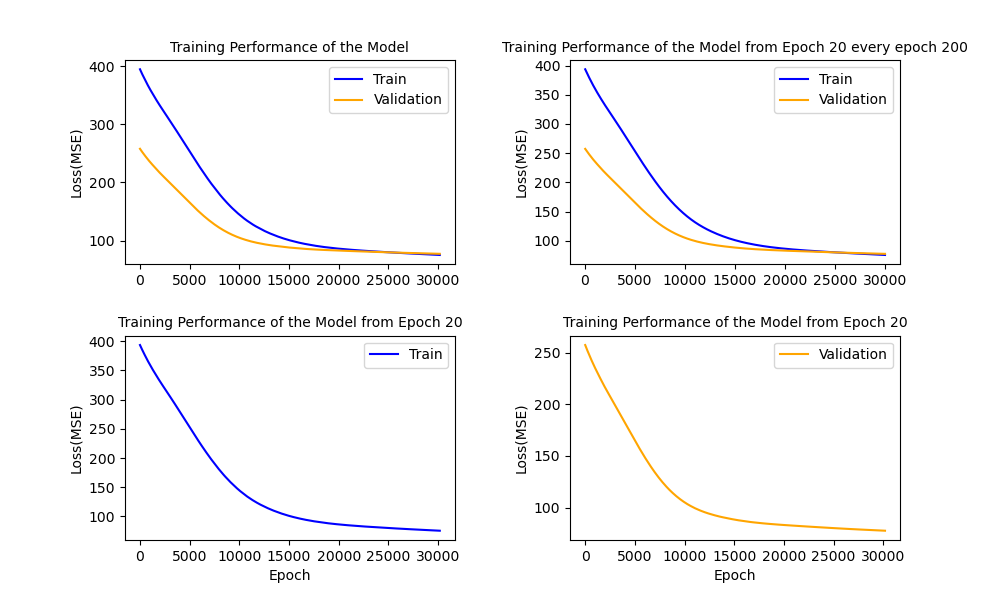 Training Performance of the Model
400
300
200
100
Loss(MSE)
Train
Validation
0 5000 10000 15000 20000 25000 30000
Training Performance of the Model from Epoch 20 every epoch 200
400
350
300
250
200
150
100
Loss(MSE)
Train
Validation
0 5000 10000 15000 20000 25000 30000
Training Performance of the Model from Epoch 20
400
350
300
250
200
150
100
Loss(MSE)
Train
0 5000 10000 15000 20000 25000 30000
Epoch
Training Performance of the Model from Epoch 20
250
200
150
100
Loss(MSE)
Validation
0 5000 10000 15000 20000 25000 30000
Epoch